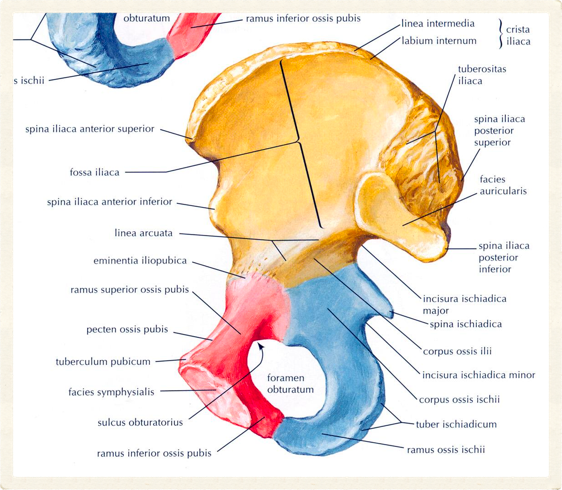 obturatum
ramus inferior ossis pubis
s ischii
linea intermedia
labium internum
crista
iliaca
tuberositas
iliaca
spina iliaca
posterior
superior
facies
auricularis
spina iliaca
posterior
inferior
incisura ischiadica
major
spina ischiadica
corpus ossis ilii
incisura ischiadica minor
corpus ossis ischii
tuber ischiadicum
ramus ossis ischii
spina iliaca anterior superior
fossa iliaca
spina iliaca anterior inferior
linea arcuata
eminentia iliopubica
ramus superior ossis pubis
pecten ossis pubis
tuberculum pubicum
facies symphysialis
sulcus obturatorius
ramus inferior ossis pubis
foramen
obturatum